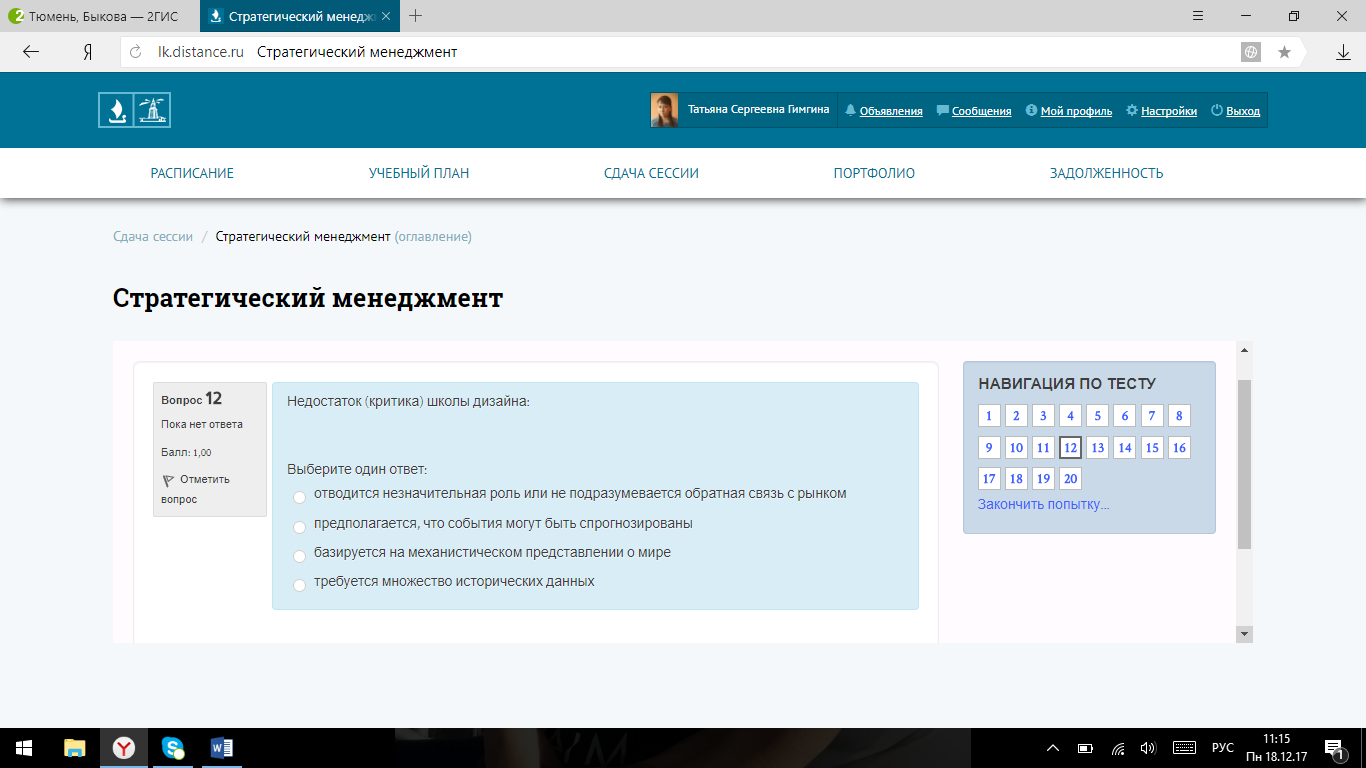 2 Тюмень, Быкова — 2ГИС
Стратегический менеджм
Я
lk.distance.ru Стратегический менеджмент
Татьяна Сергеевна Гимгина
Объявления
Сообщения
Мой профиль
Настройки
Выход
РАСПИСАНИЕ
УЧЕБНЫЙ ПЛАН
СДАЧА СЕССИИ
ПОРТФОЛИО
ЗАДОЛЖЕННОСТЬ
Сдача сессии / Стратегический менеджмент (оглавление)
Стратегический менеджмент
Вопрос 12
Пока нет ответа
Балл: 1,00
Отметить
вопрос
Недостаток (критика) школы дизайна:
Выберите один ответ:
отводится незначительная роль или не подразумевается обратная связь с рынком
предполагается, что события могут быть спрогнозированы
базируется на механистическом представлении о мире
требуется множество исторических данных
НАВИГАЦИЯ ПО ТЕСТУ
1 2 3 4 5 6 7 8
9 10 11 12 13 14 15 16
17 18 19 20
Закончить попытку...
РУС
11:15
Пн 18.12.17
1